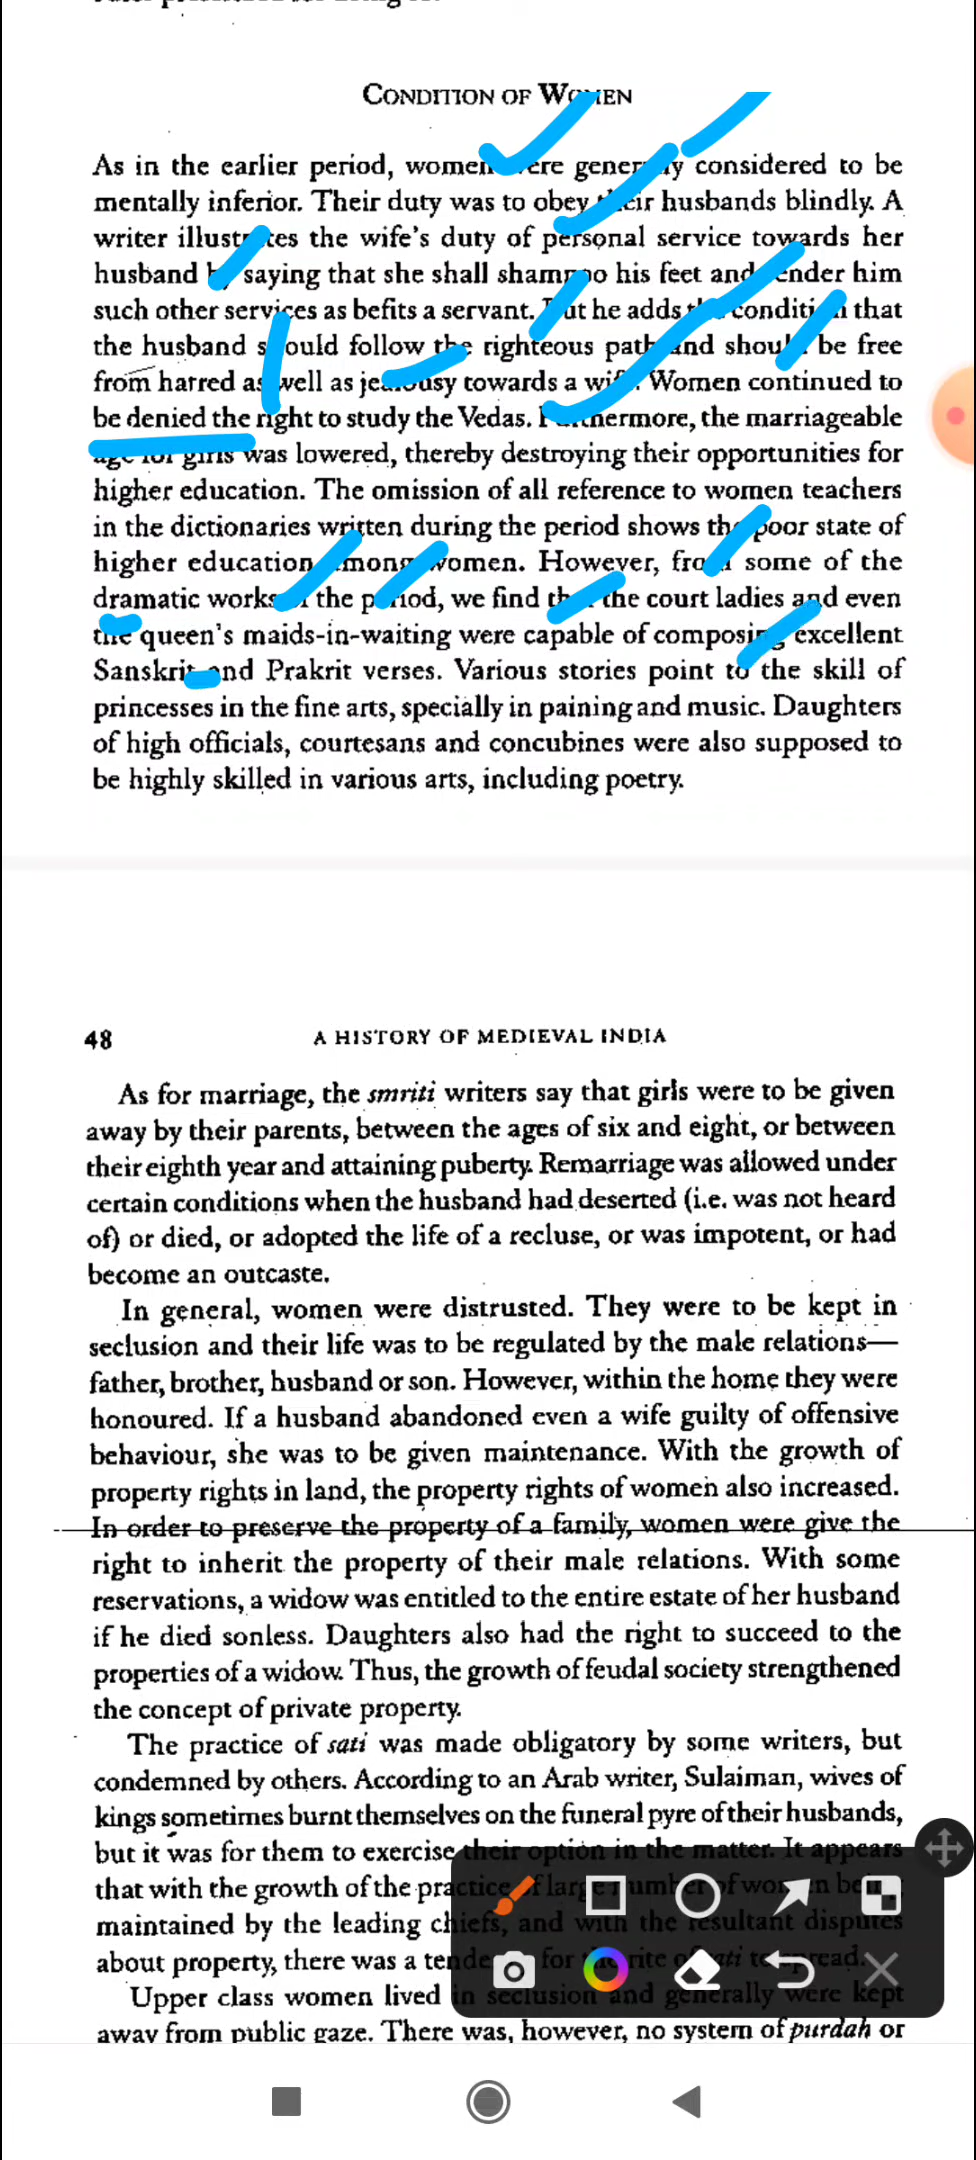 CONDITION OF WOMEN
As in the earlier period, women were generally considered to be
mentally inferior. Their duty was to obey their husbands blindly. A
writer illustrates the wife's duty of personal service towards her
husband by saying that she shall shampoo his feet and render him
such other services as befits a servant. But he adds the condition that
the husband should follow the righteous path and should be free
from hatred as well as jealousy towards a wife. Women continued to
be denied the right to study the Vedas. Furthermore, the marriageable
age for girls was lowered, thereby destroying their opportunities for
higher education. The omission of all reference to women teachers
in the dictionaries written during the period shows the poor state of
higher education among women. However, from some of the
dramatic works of the period, we find that the court ladies and even
the queen's maids-in-waiting were capable of composing excellent
Sanskrit and Prakrit verses. Various stories point to the skill of
princesses in the fine arts, specially in paining and music. Daughters
of high officials, courtesans and concubines were also supposed to
be highly skilled in various arts, including poetry.
48 A HISTORY OF MEDIEVAL INDIA
As for marriage, the smriti writers say that girls were to be given
away by their parents, between the ages of six and eight, or between
their eighth year and attaining puberty. Remarriage was allowed under
certain conditions when the husband had deserted (i.e. was not heard
of) or died, or adopted the life of a recluse, or was impotent, or had
become an outcaste.
In general, women were distrusted. They were to be kept in
seclusion and their life was to be regulated by the male relations—
father, brother, husband or son. However, within the home they were
honoured. If a husband abandoned even a wife guilty of offensive
behaviour, she was to be given maintenance. With the growth of
property rights in land, the property rights of women also increased.
In order to preserve the property of a family, women were give the
right to inherit the property of their male relations. With some
reservations, a widow was entitled to the entire estate of her husband
if he died sonless. Daughters also had the right to succeed to the
properties of a widow. Thus, the growth of feudal society strengthened
the concept of private property.
The practice of sati was made obligatory by some writers, but
condemned by others. According to an Arab writer, Sulaiman, wives of
kings sometimes burnt themselves on the funeral pyre of their husbands,
but it was for them to exercise their option in the matter. It appears
that with the growth of the practice of large number of women being
maintained by the leading chiefs, and with the resultant disputes
about property, there was a tendency for the rite of sati to spread.
Upper class women lived in seclusion and generally were kept
away from public gaze. There was, however, no system of purdah or